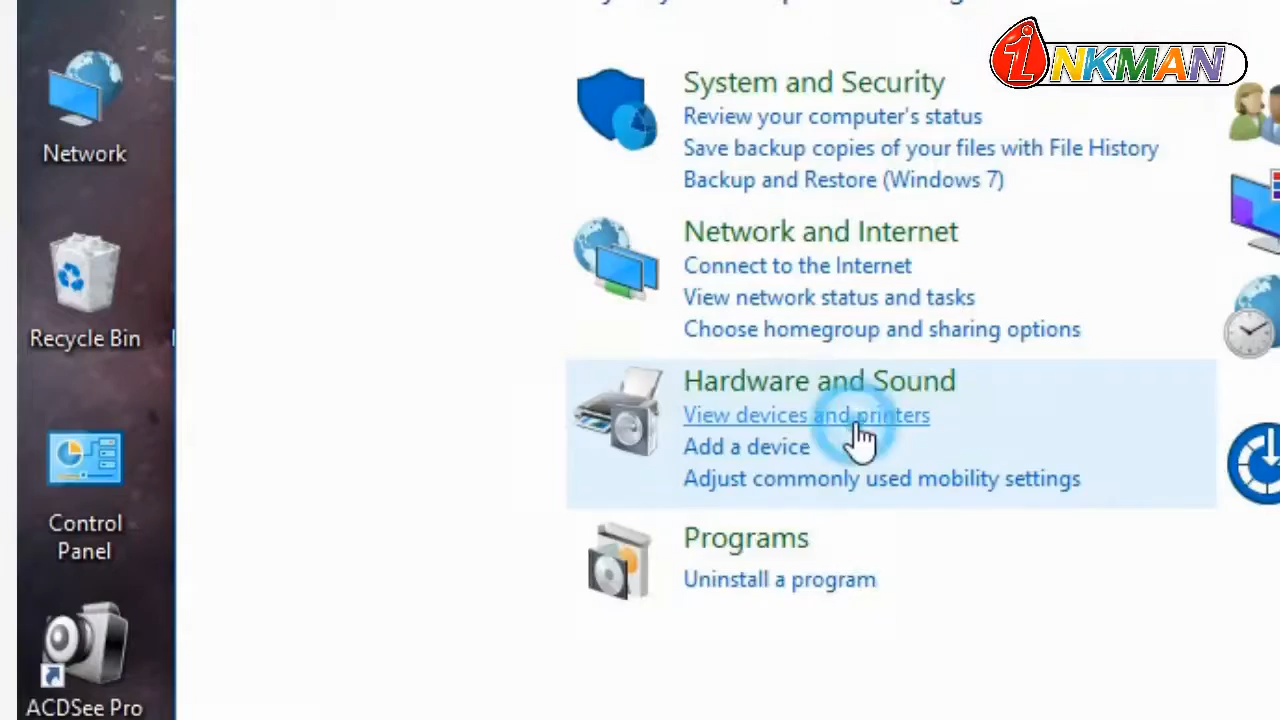 iNKMAN
System and Security
Review your computer's status
Save backup copies of your files with File History
Backup and Restore (Windows 7)
Network and Internet
Connect to the Internet
View network status and tasks
Choose homegroup and sharing options
Hardware and Sound
View devices and printers
Add a device
Adjust commonly used mobility settings
Programs
Uninstall a program
Network
Recycle Bin
Control
Panel
ACDSee Pro